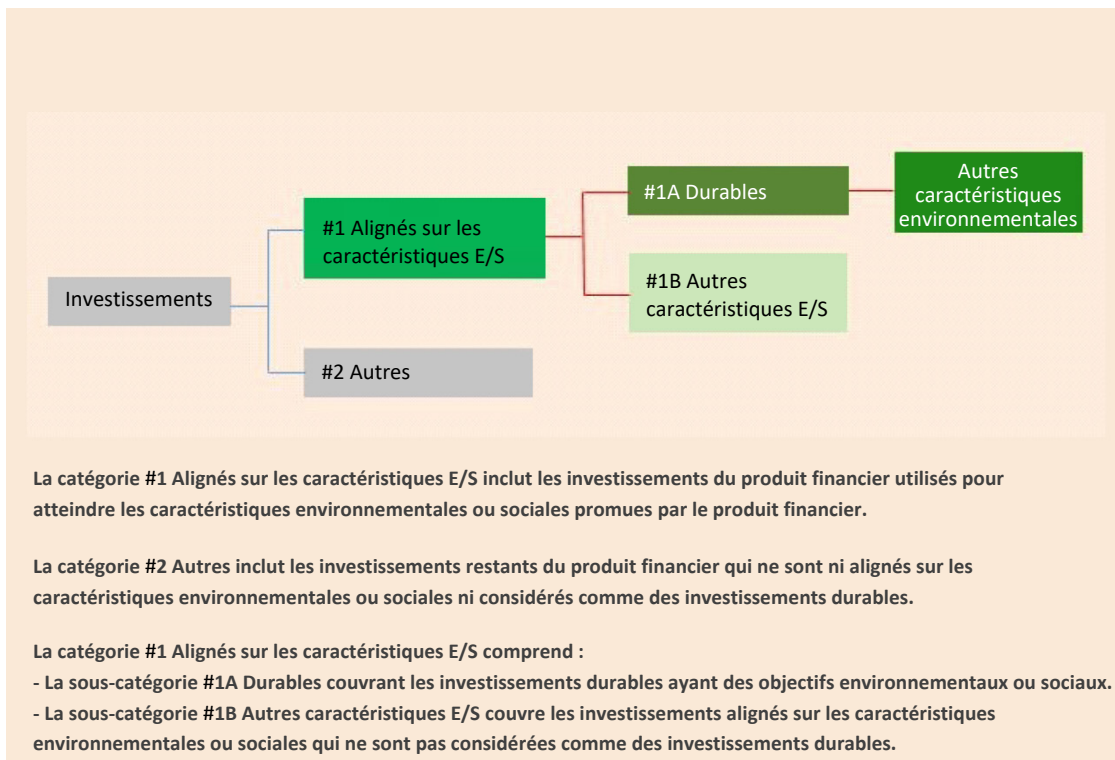 Autres
caractéristiques
environnementales
#1A Durables
#1 Alignés sur les
caractéristiques E/S
#1B Autres
caractéristiques E/S
Investissements
#2 Autres
La catégorie #1 Alignés sur les caractéristiques E/S inclut les investissements du produit financier utilisés pour
atteindre les caractéristiques environnementales ou sociales promues par le produit financier.
La catégorie #2 Autres inclut les investissements restants du produit financier qui ne sont ni alignés sur les
caractéristiques environnementales ou sociales ni considérés comme des investissements durables.
La catégorie #1 Alignés sur les caractéristiques E/S comprend :
- La sous-catégorie #1A Durables couvrant les investissements durables ayant des objectifs environnementaux ou sociaux.
- La sous-catégorie #1B Autres caractéristiques E/S couvre les investissements alignés sur les caractéristiques
environnementales ou sociales qui ne sont pas considérées comme des investissements durables.